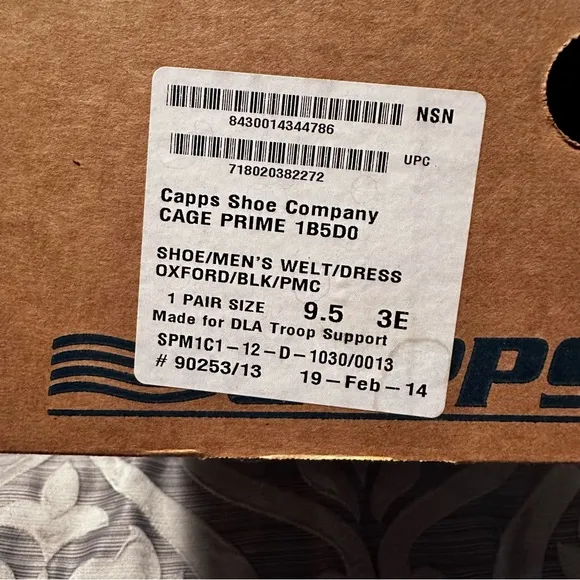 8430014344786 NSN
718020382272 UPC
Capps Shoe Company
CAGE PRIME 1B5D0
SHOE/MEN'S WELT/DRESS
OXFORD/BLK/PMC
1 PAIR SIZE 9.5 3E
Made for DLA Troop Support
SPM1C1-12-D-1030/0013
# 90253/13 19-Feb-14